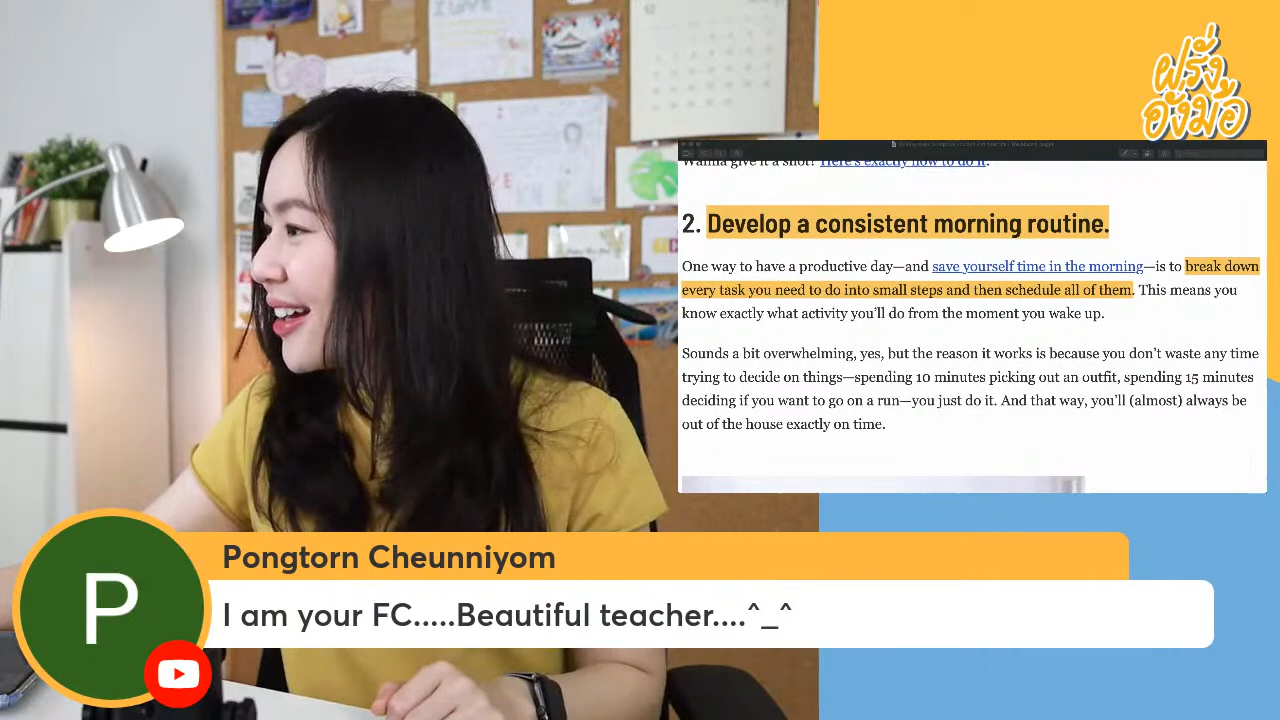 ฝรั่ง
อังม้อ
Wanna give it a shot? Here's exactly how to do it.
2. Develop a consistent morning routine.
One way to have a productive day—and save yourself time in the morning—is to break down
every task you need to do into small steps and then schedule all of them. This means you
know exactly what activity you'll do from the moment you wake up.
Sounds a bit overwhelming, yes, but the reason it works is because you don't waste any time
trying to decide on things—spending 10 minutes picking out an outfit, spending 15 minutes
deciding if you want to go on a run—you just do it. And that way, you'll (almost) always be
out of the house exactly on time.
P
Pongtorn Cheunniyom
I am your FC.....Beautiful teacher....^_^